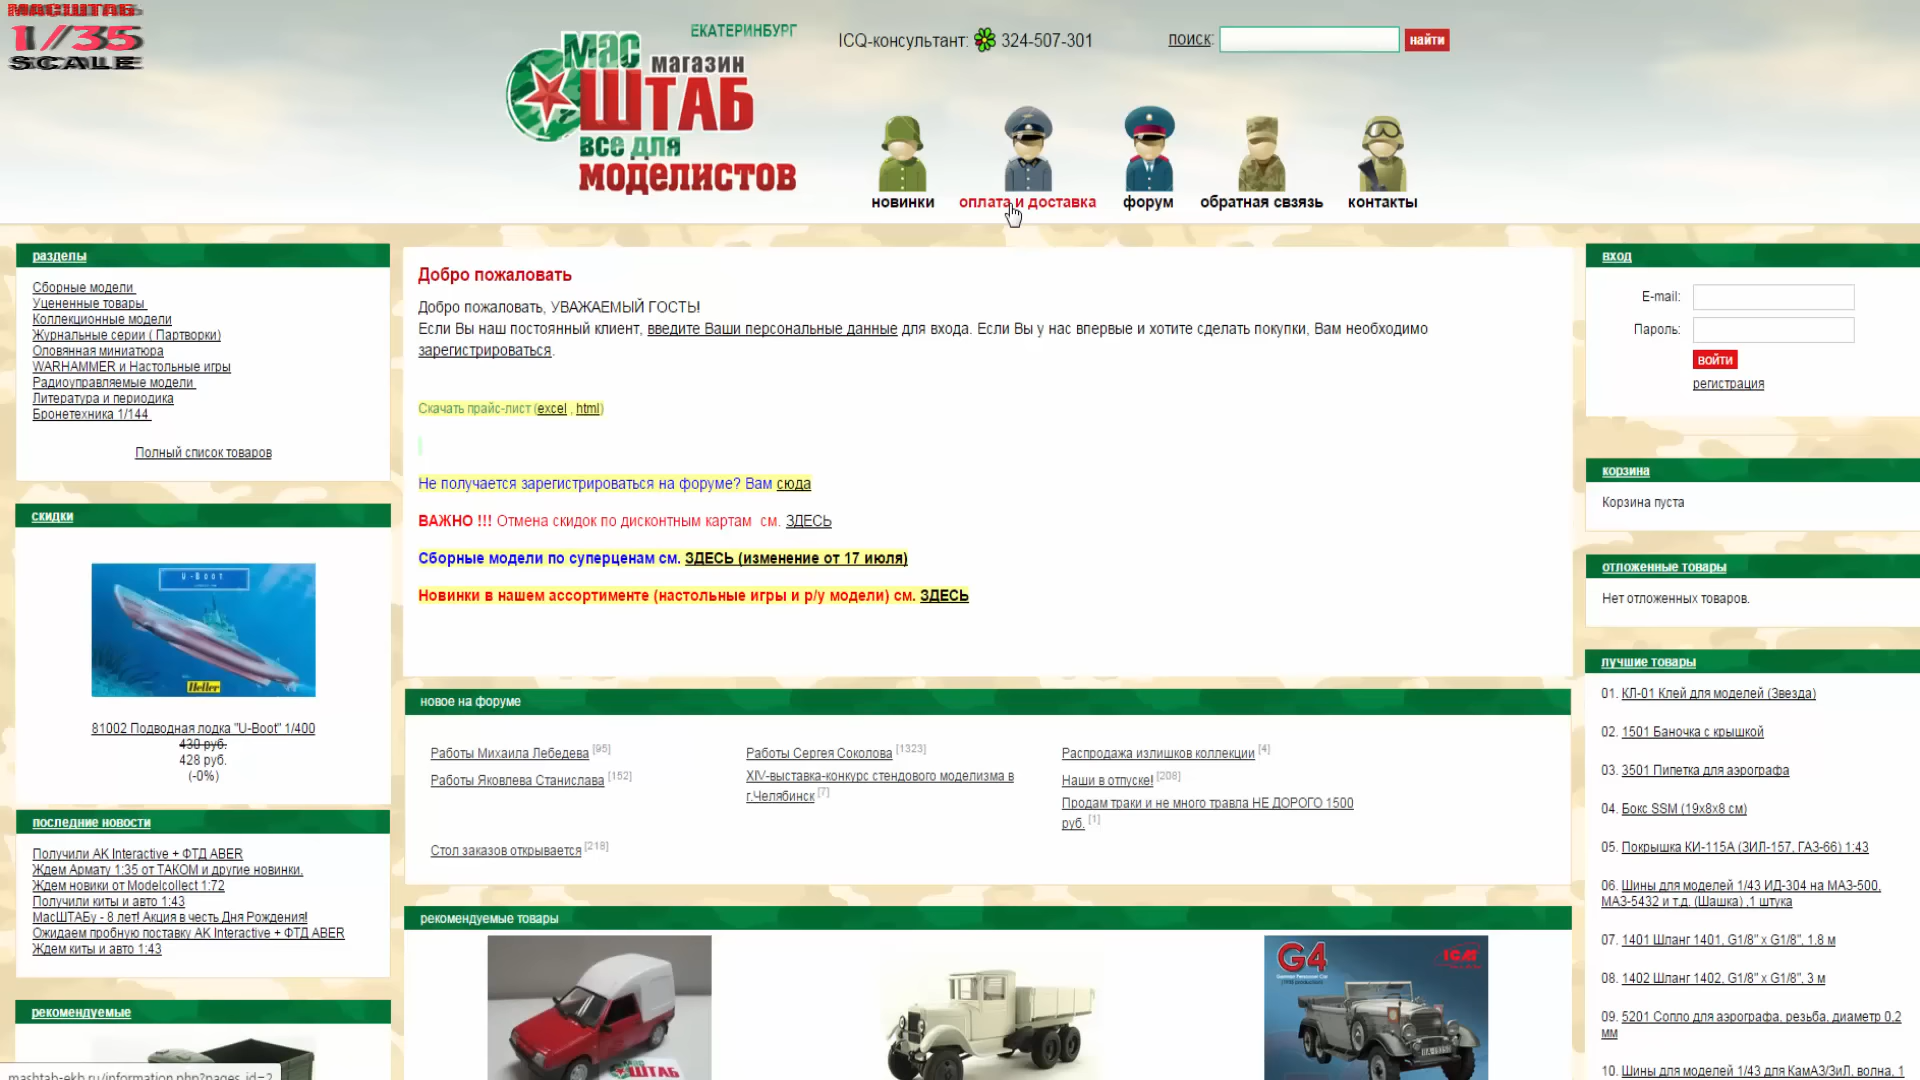 МАСШТАБ
1/35
SCALE
ЕКАТЕРИНБУРГ
Мас
магазин
ШТАБ
все для
моделистов
ICQ-консультант: 324-507-301
поиск:
найти
новинки
оплата и доставка
форум
обратная свзязь
контакты
разделы
Сборные модели
Уцененные товары
Коллекционные модели
Журнальные серии ( Партворки)
Оловянная миниатюра
WARHAMMER и Настольные игры
Радиоуправляемые модели
Литература и периодика
Бронетехника 1/144
Полный список товаров
скидки
U-Boot
Heller
81002 Подводная лодка "U-Boot" 1/400
430 руб.
428 руб.
(-0%)
последние новости
Получили AK Interactive + ФТД ABER
Ждем Армату 1:35 от ТАКОМ и другие новинки.
Ждем новики от Modelcollect 1:72
Получили киты и авто 1:43
МасШТАБу - 8 лет! Акция в честь Дня Рождения!
Ожидаем пробную поставку AK Interactive + ФТД ABER
Ждем киты и авто 1:43
рекомендуемые
mashtab-ekb.ru/information.php?pages_id=2
Добро пожаловать
Добро пожаловать, УВАЖАЕМЫЙ ГОСТЬ!
Если Вы наш постоянный клиент, введите Ваши персональные данные для входа. Если Вы у нас впервые и хотите сделать покупки, Вам необходимо
зарегистрироваться.
Скачать прайс-лист (excel , html)
Не получается зарегистрироваться на форуме? Вам сюда
ВАЖНО !!! Отмена скидок по дисконтным картам см. ЗДЕСЬ
Сборные модели по суперценам см. ЗДЕСЬ (изменение от 17 июля)
Новинки в нашем ассортименте (настольные игры и р/у модели) см. ЗДЕСЬ
новое на форуме
Работы Михаила Лебедева [95]
Работы Сергея Соколова [1323]
Распродажа излишков коллекции [4]
Работы Яковлева Станислава [152]
XIV-выставка-конкурс стендового моделизма в
г.Челябинск [7]
Наши в отпуске! [208]
Продам траки и не много травла НЕ ДОРОГО 1500
руб. [1]
Стол заказов открывается [218]
рекомендуемые товары
Мас
ШТАБ
G4
ICM
вход
E-mail:
Пароль:
войти
регистрация
корзина
Корзина пуста
отложенные товары
Нет отложенных товаров.
лучшие товары
01. КЛ-01 Клей для моделей (Звезда)
02. 1501 Баночка с крышкой
03. 3501 Пипетка для аэрографа
04. Бокс SSM (19х8х8 см)
05. Покрышка КИ-115А (ЗИЛ-157, ГАЗ-66) 1:43
06. Шины для моделей 1/43 ИД-304 на МАЗ-500,
МАЗ-5432 и т.д. (Шашка) ,1 штука
07. 1401 Шланг 1401, G1/8" x G1/8", 1.8 м
08. 1402 Шланг 1402, G1/8" x G1/8", 3 м
09. 5201 Сопло для аэрографа, резьба, диаметр 0,2
мм
10. Шины для моделей 1/43 для КамАЗ/ЗиЛ, волна, 1